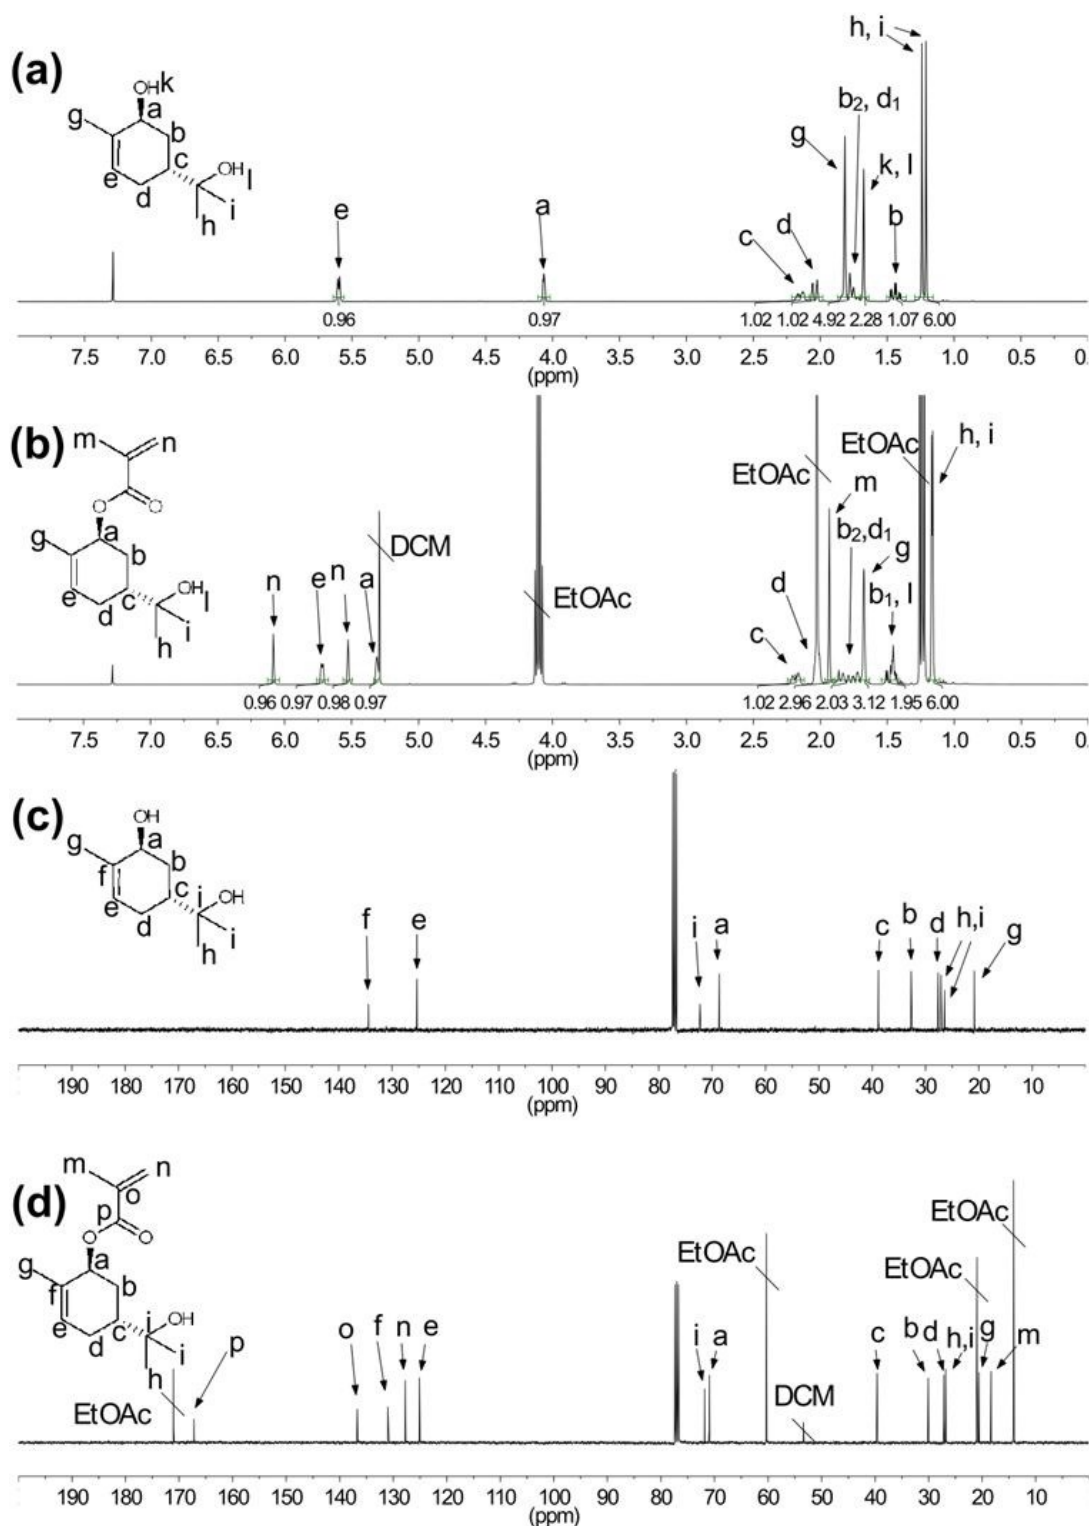 (a)
OHk
g
a
b
c
OH
l
e
d
i
h
e
a
c
d
g
b2, d1
k, l
b
h, i
0.96
0.97
1.02 1.02 4.92 2.28 1.07 6.00
7.5 7.0 6.5 6.0 5.5 5.0 4.5 4.0 3.5 3.0 2.5 2.0 1.5 1.0 0.5 0.
(ppm)
(b)
m
n
O
O
g
a
b
c
OH
l
e
d
i
h
n
e
n
a
DCM
EtOAc
c
d
EtOAc
m
b2,d1
g
b1, l
EtOAc
h, i
0.96 0.97 0.98 0.97
1.02 2.96 2.03 3.12 1.95 6.00
7.5 7.0 6.5 6.0 5.5 5.0 4.5 4.0 3.5 3.0 2.5 2.0 1.5 1.0 0.5 0.
(ppm)
(c)
OH
g
a
b
f
c
i
OH
e
d
i
h
f
e
i
a
c
b
d
h,i
g
190 180 170 160 150 140 130 120 110 100 90 80 70 60 50 40 30 20 10
(ppm)
(d)
m
n
o
p
O
O
g
a
b
f
c
i
OH
e
d
i
h
EtOAc
p
o
f
n
e
i
a
EtOAc
DCM
c
b
d
h,i
EtOAc
g
m
EtOAc
190 180 170 160 150 140 130 120 110 100 90 80 70 60 50 40 30 20 10 0
(ppm)